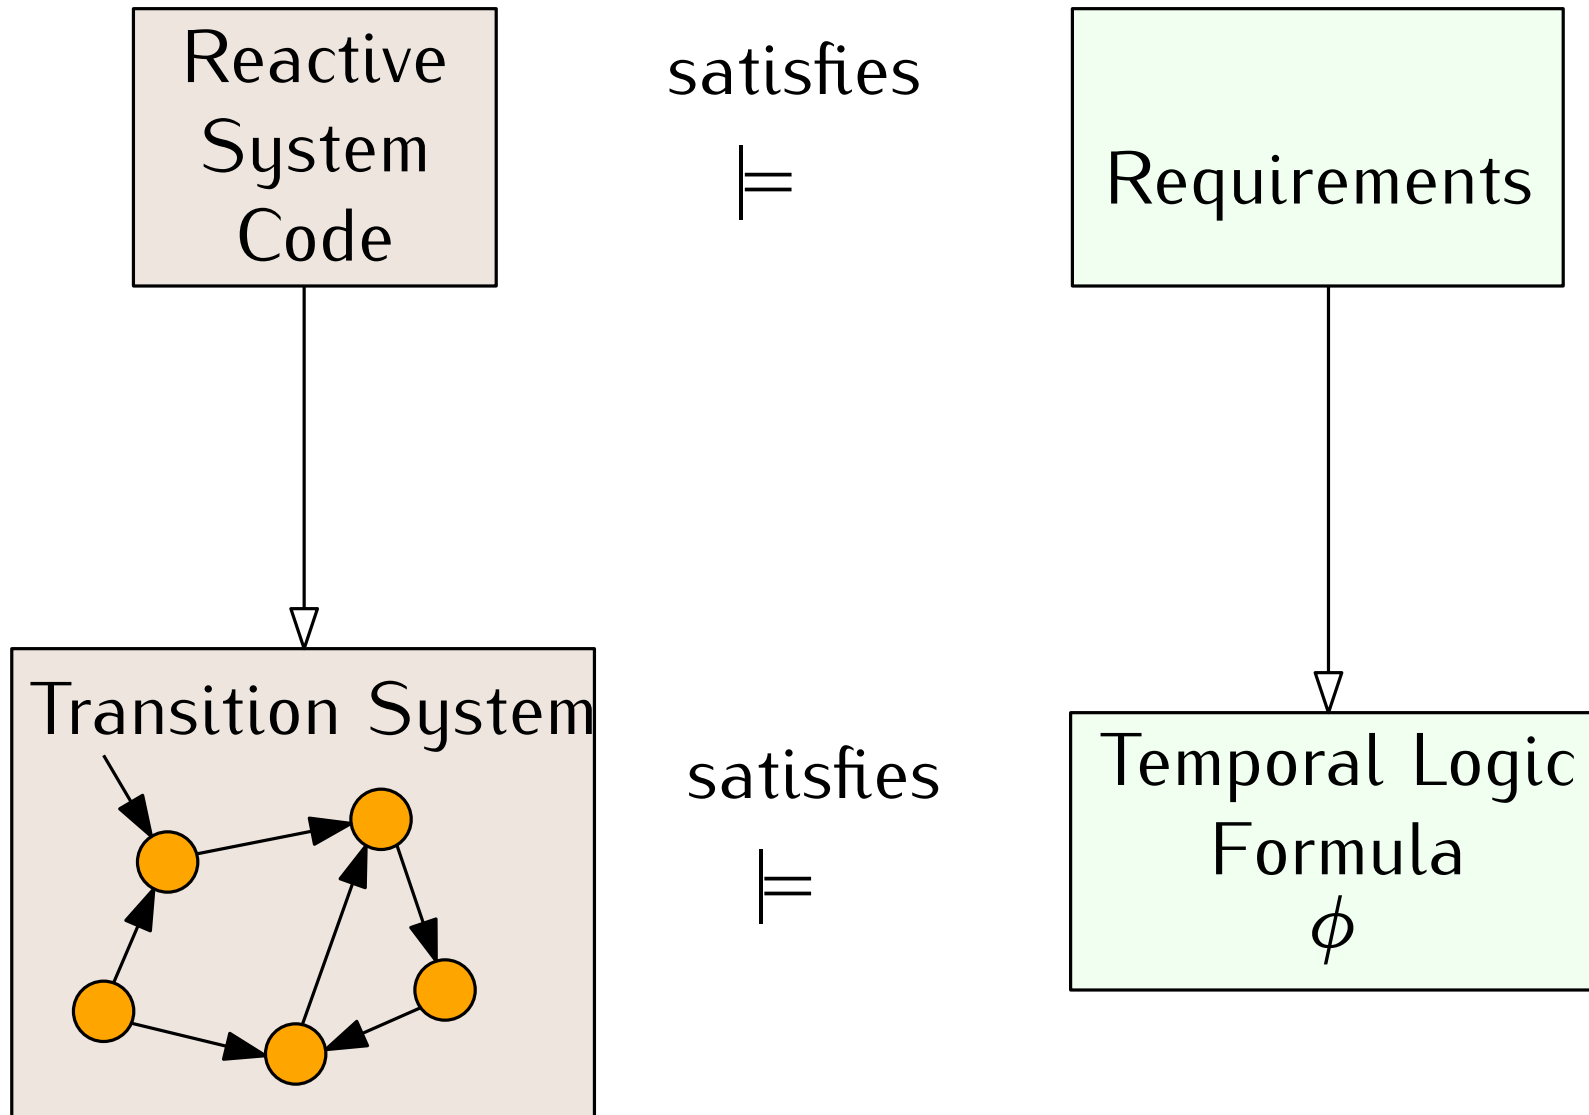 Reactive
System
Code
satisfies
⊨
Requirements
Transition System
satisfies
⊨
Temporal Logic
Formula
ϕ